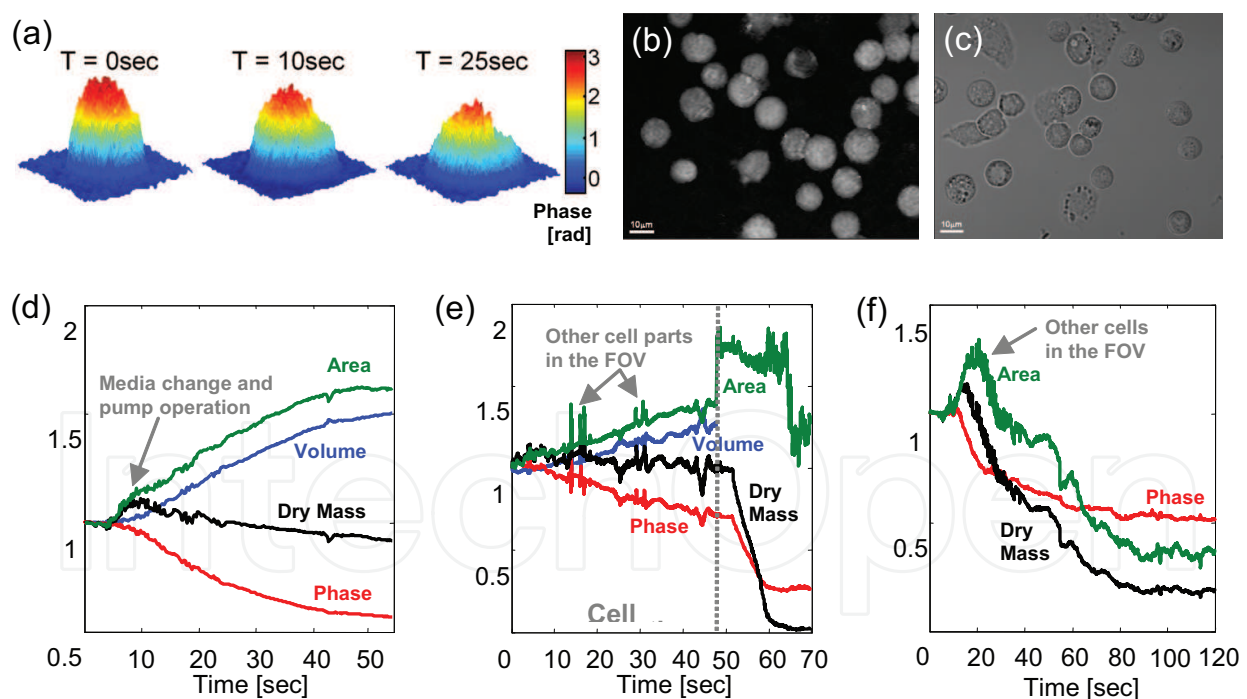 (a)
T = 0sec
T = 10sec
T = 25sec
3
2
1
0
Phase
[rad]
(b)
10µm
(c)
10µm
(d)
2
1.5
1
0.5
Media change and
pump operation
Area
Volume
Dry Mass
Phase
10 20 30 40 50
Time [sec]
(e)
2
1.5
1
0.5
Other cell parts
in the FOV
Area
Volume
Dry
Mass
Phase
Cell
0 10 20 30 40 50 60 70
Time [sec]
(f)
1.5
1
0.5
Other cells
in the FOV
Area
Phase
Dry
Mass
0 20 40 60 80 100 120
Time [sec]
IntechOpen